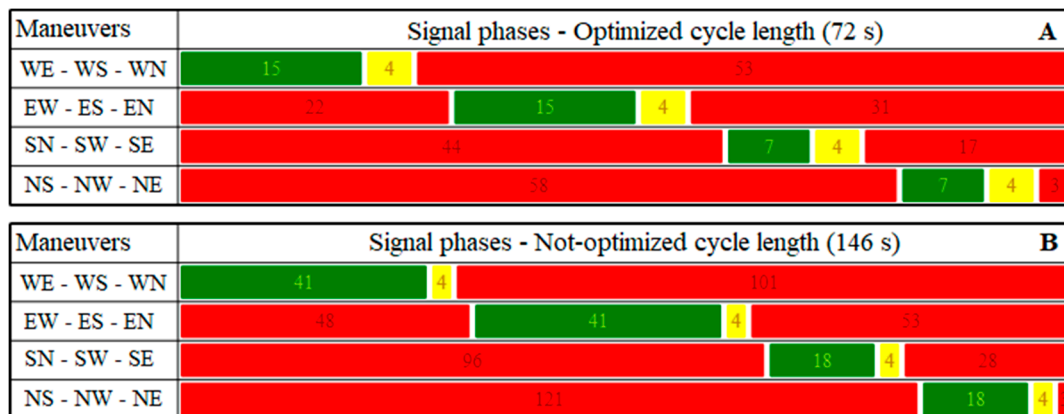 Maneuvers Signal phases - Optimized cycle length (72 s) A
WE - WS - WN 15 4 53
EW - ES - EN 22 15 4 31
SN - SW - SE 44 7 4 17
NS - NW - NE 58 7 4 3
Maneuvers Signal phases - Not-optimized cycle length (146 s) B
WE - WS - WN 41 4 101
EW - ES - EN 48 41 4 53
SN - SW - SE 96 18 4 28
NS - NW - NE 121 18 4